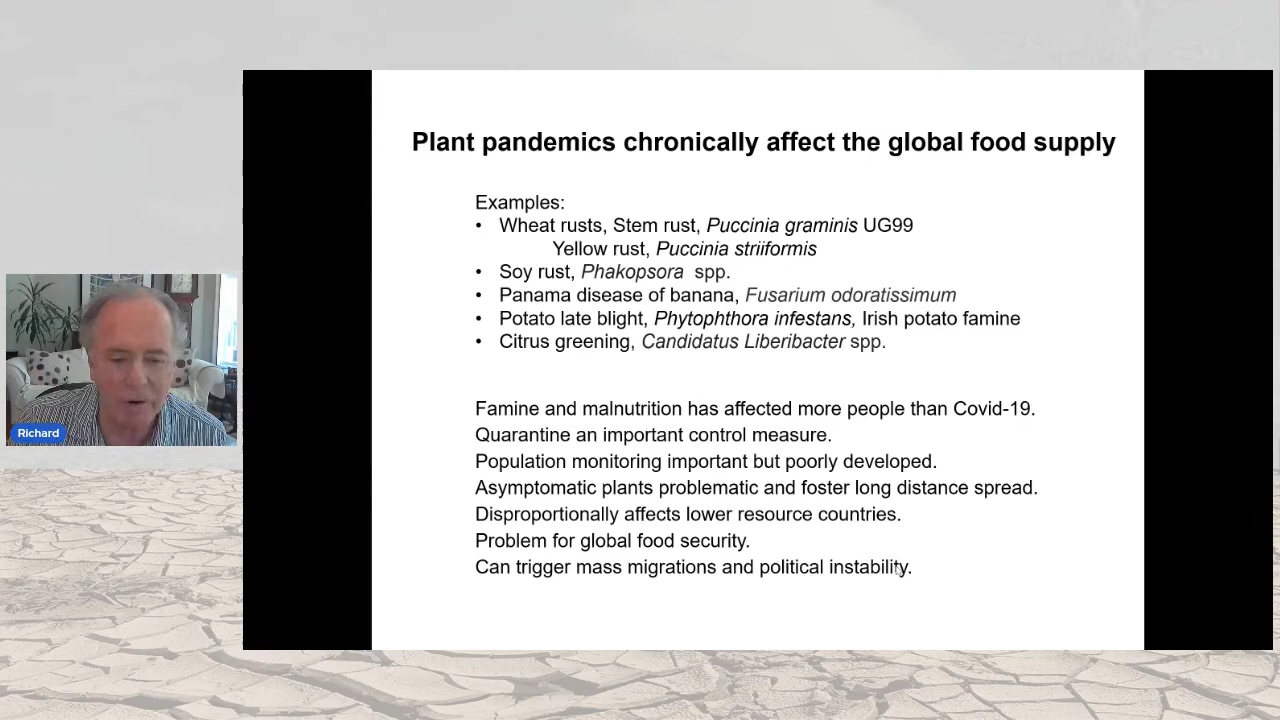 Plant pandemics chronically affect the global food supply
Examples:
• Wheat rusts, Stem rust, Puccinia graminis UG99
Yellow rust, Puccinia striiformis
• Soy rust, Phakopsora spp.
• Panama disease of banana, Fusarium odoratissimum
• Potato late blight, Phytophthora infestans, Irish potato famine
• Citrus greening, Candidatus Liberibacter spp.
Famine and malnutrition has affected more people than Covid-19.
Quarantine an important control measure.
Population monitoring important but poorly developed.
Asymptomatic plants problematic and foster long distance spread.
Disproportionally affects lower resource countries.
Problem for global food security.
Can trigger mass migrations and political instability.
Richard